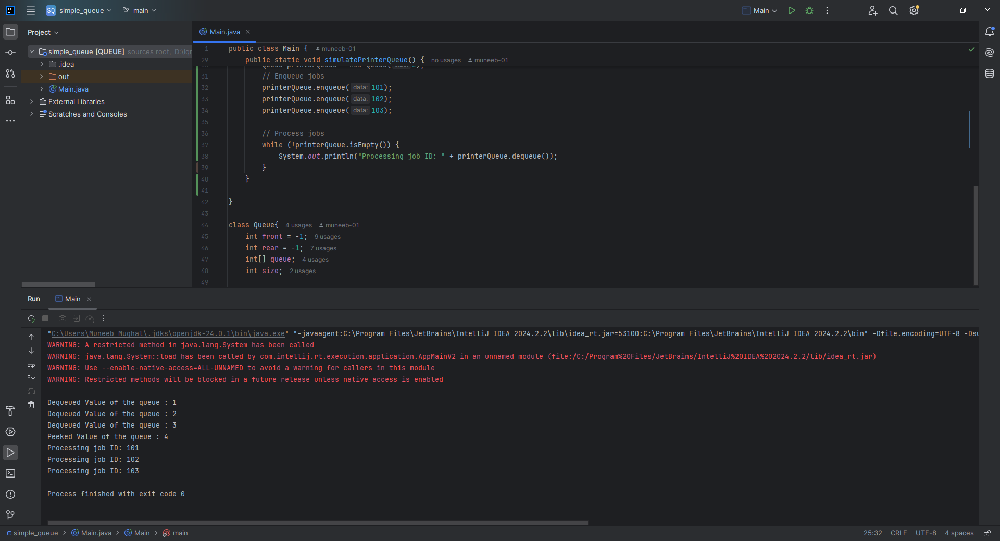 SQ simple_queue main Main
Project
Main.java
simple_queue [QUEUE] sources root, D:\Iqr
.idea
out
Main.java
External Libraries
Scratches and Consoles
1 public class Main { muneeb-01
29 public static void simulatePrinterQueue() { no usages muneeb-01
31 // Enqueue jobs
32 printerQueue.enqueue( data: 101);
33 printerQueue.enqueue( data: 102);
34 printerQueue.enqueue( data: 103);
35
36 // Process jobs
37 while (!printerQueue.isEmpty()) {
38 System.out.println("Processing job ID: " + printerQueue.dequeue());
39 }
40 }
41
42 }
43
44 class Queue{ 4 usages muneeb-01
45 int front = -1; 9 usages
46 int rear = -1; 7 usages
47 int[] queue; 4 usages
48 int size; 2 usages
49
Run Main
"C:\Users\Muneeb Mughal\.jdks\openjdk-24.0.1\bin\java.exe" "-javaagent:C:\Program Files\JetBrains\IntelliJ IDEA 2024.2.2\lib\idea_rt.jar=53100:C:\Program Files\JetBrains\IntelliJ IDEA 2024.2.2\bin" -Dfile.encoding=UTF-8 -Dsu
WARNING: A restricted method in java.lang.System has been called
WARNING: java.lang.System::load has been called by com.intellij.rt.execution.application.AppMainV2 in an unnamed module (file:/C:/Program%20Files/JetBrains/IntelliJ%20IDEA%202024.2.2/lib/idea_rt.jar)
WARNING: Use --enable-native-access=ALL-UNNAMED to avoid a warning for callers in this module
WARNING: Restricted methods will be blocked in a future release unless native access is enabled
Dequeued Value of the queue : 1
Dequeued Value of the queue : 2
Dequeued Value of the queue : 3
Peeked Value of the queue : 4
Processing job ID: 101
Processing job ID: 102
Processing job ID: 103
Process finished with exit code 0
simple_queue > Main.java > Main > main 25:32 CRLF UTF-8 4 spaces